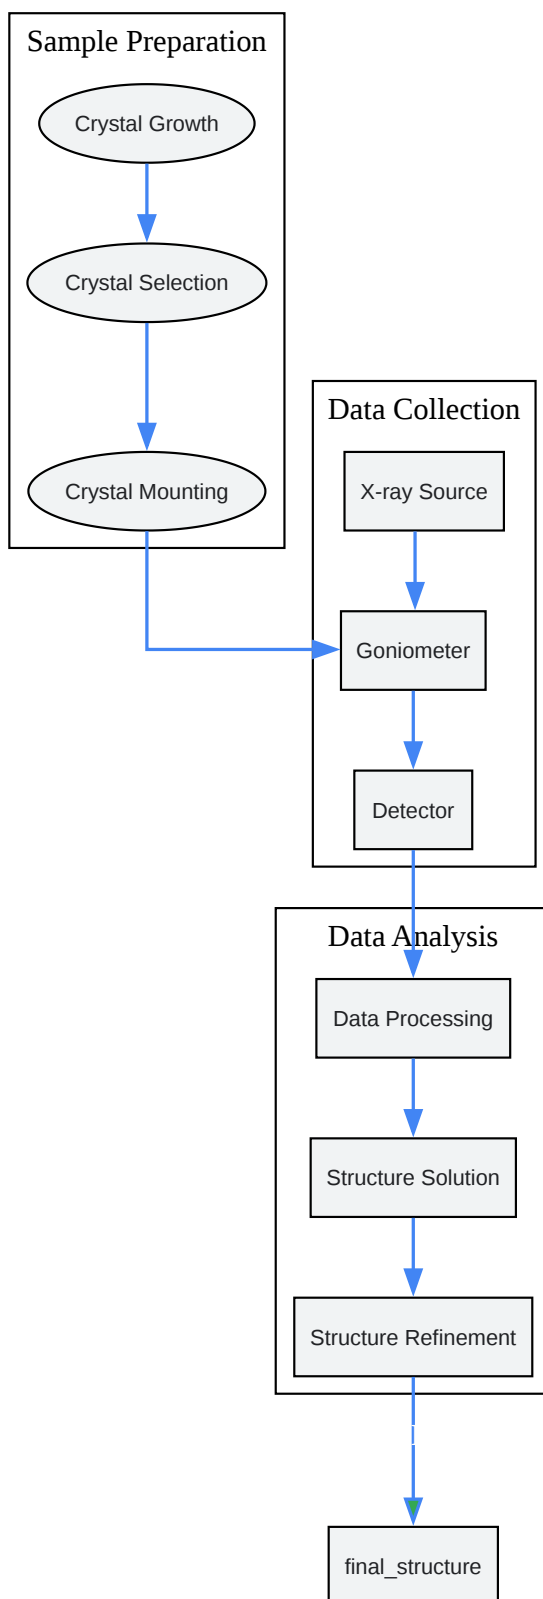 Sample Preparation
Crystal Growth
Crystal Selection
Crystal Mounting
Data Collection
X-ray Source
Goniometer
Detector
Data Analysis
Data Processing
Structure Solution
Structure Refinement
final_structure